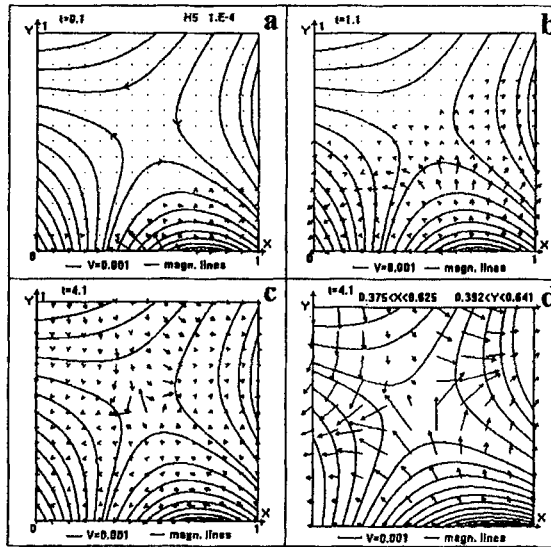 t=0.1 H5 1.E-4 a
Y 1
0 1 X
— V=0.001 — magn. lines
t=1.1 b
Y 1
0 1 X
— V=0.001 — magn. lines
t=4.1 c
Y 1
0 1 X
— V=0.001 — magn. lines
t=4.1 0.375<X<0.625 0.392<Y<0.641 d
— V=0.001 — magn. lines